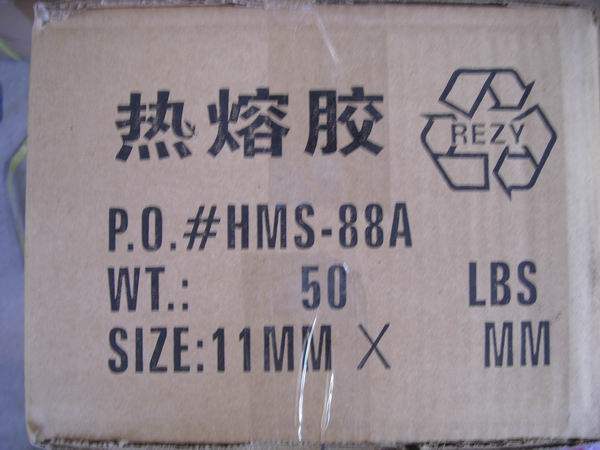 热熔胶
REZY
P.O.#HMS-88A
WT.: 50 LBS
SIZE:11MM X MM